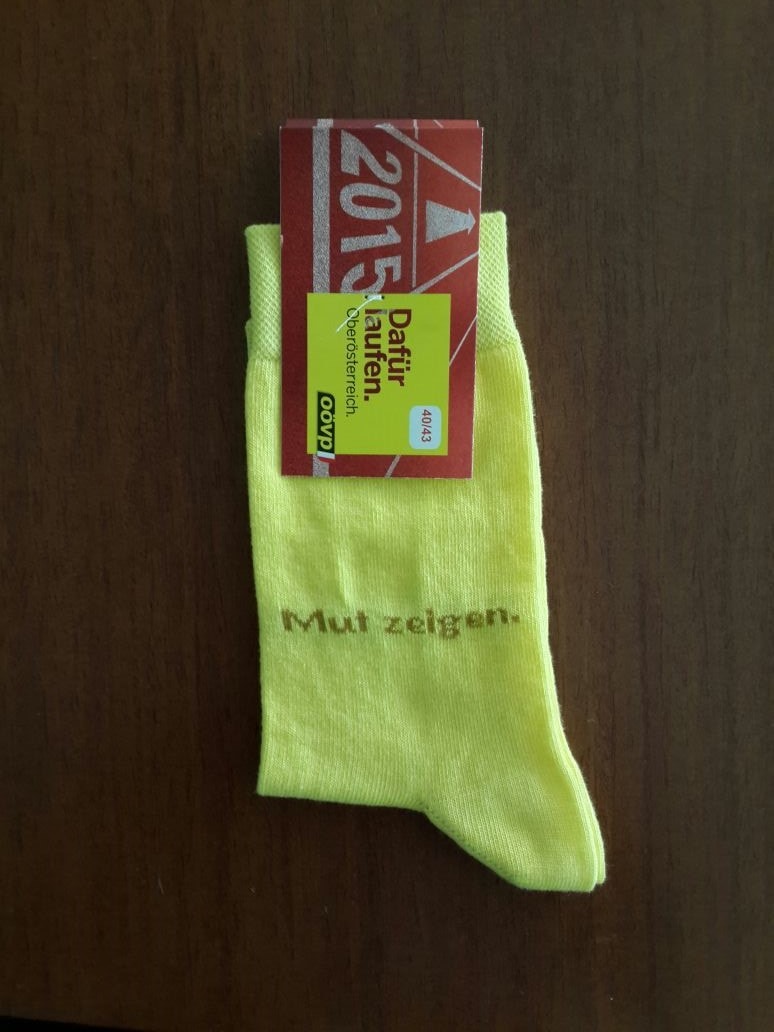 2015
Dafür
laufen.
Oberösterreich.
oövp
40/43
Mut zeigen.